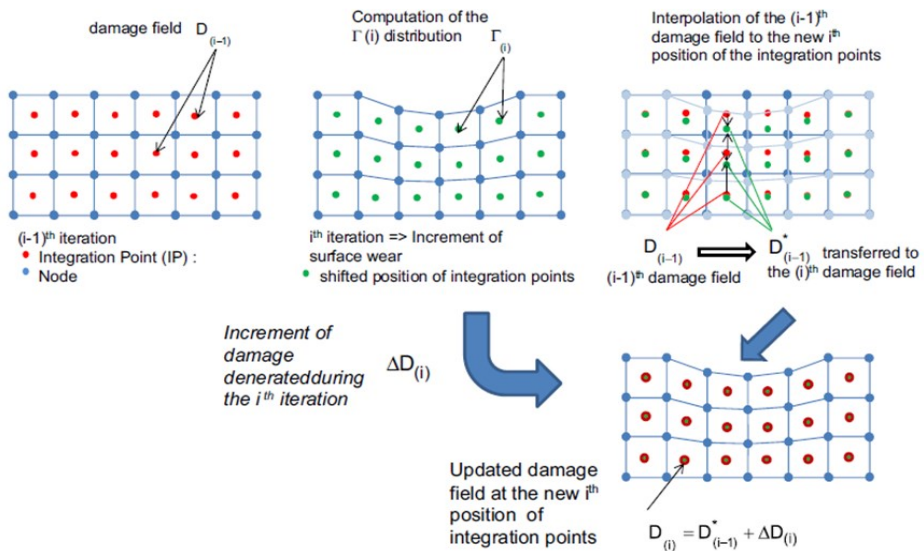 damage field D(i-1)
(i-1)th iteration
Integration Point (IP) :
Node
Computation of the
Γ (i) distribution
Γ(i)
ith iteration => Increment of
surface wear
shifted position of integration points
Interpolation of the (i-1)th
damage field to the new ith
position of the integration points
D(i-1) D*(i-1) transferred to
(i-1)th damage field the (i)th damage field
Increment of
damage
deneratedduring
the i th iteration
ΔD(i)
Updated damage
field at the new ith
position of
integration points
D(i) = D*(i-1) + ΔD(i)